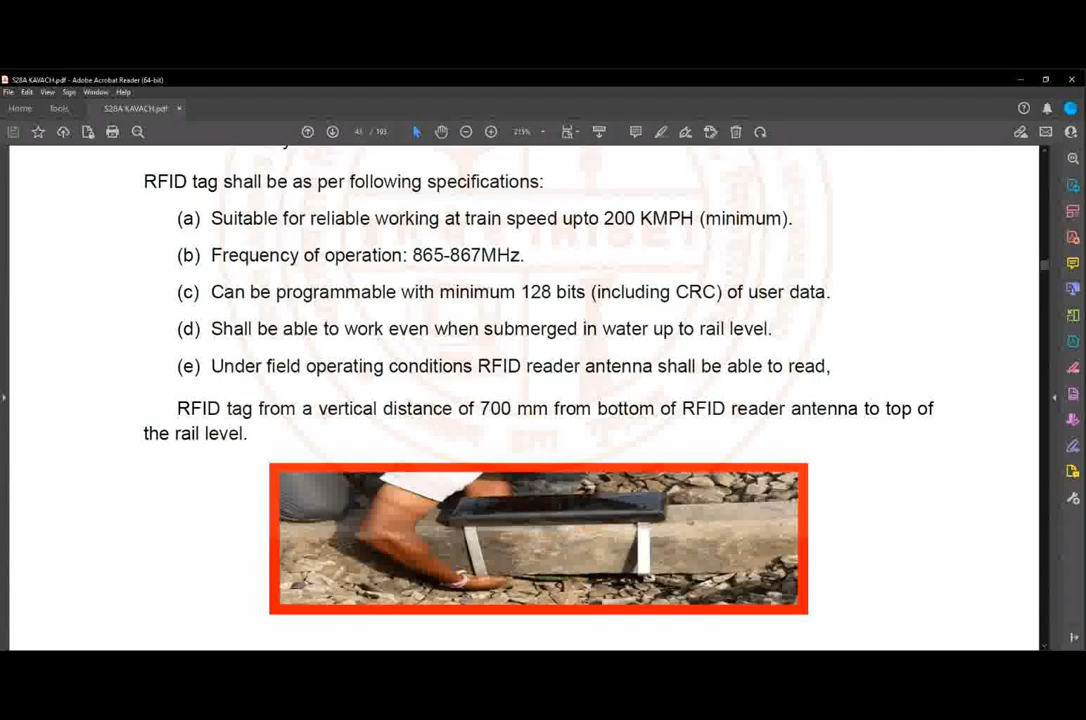 S28A KAVACH.pdf - Adobe Acrobat Reader (64-bit)
File Edit View Sign Window Help
Home Tools S28A KAVACH.pdf ×
43 / 193 215%
RFID tag shall be as per following specifications:
(a) Suitable for reliable working at train speed upto 200 KMPH (minimum).
(b) Frequency of operation: 865-867MHz.
(c) Can be programmable with minimum 128 bits (including CRC) of user data.
(d) Shall be able to work even when submerged in water up to rail level.
(e) Under field operating conditions RFID reader antenna shall be able to read,
RFID tag from a vertical distance of 700 mm from bottom of RFID reader antenna to top of
the rail level.